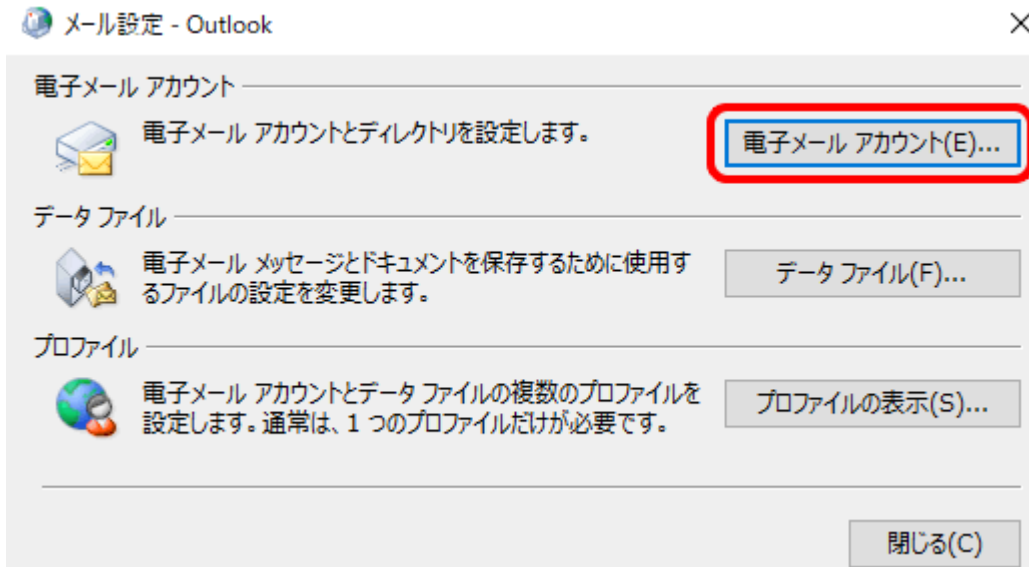 メール設定 - Outlook
電子メール アカウント
電子メール アカウントとディレクトリを設定します。
電子メール アカウント(E)...
データ ファイル
電子メール メッセージとドキュメントを保存するために使用す
るファイルの設定を変更します。
データ ファイル(F)...
プロファイル
電子メール アカウントとデータ ファイルの複数のプロファイルを
設定します。通常は、1 つのプロファイルだけが必要です。
プロファイルの表示(S)...
閉じる(C)